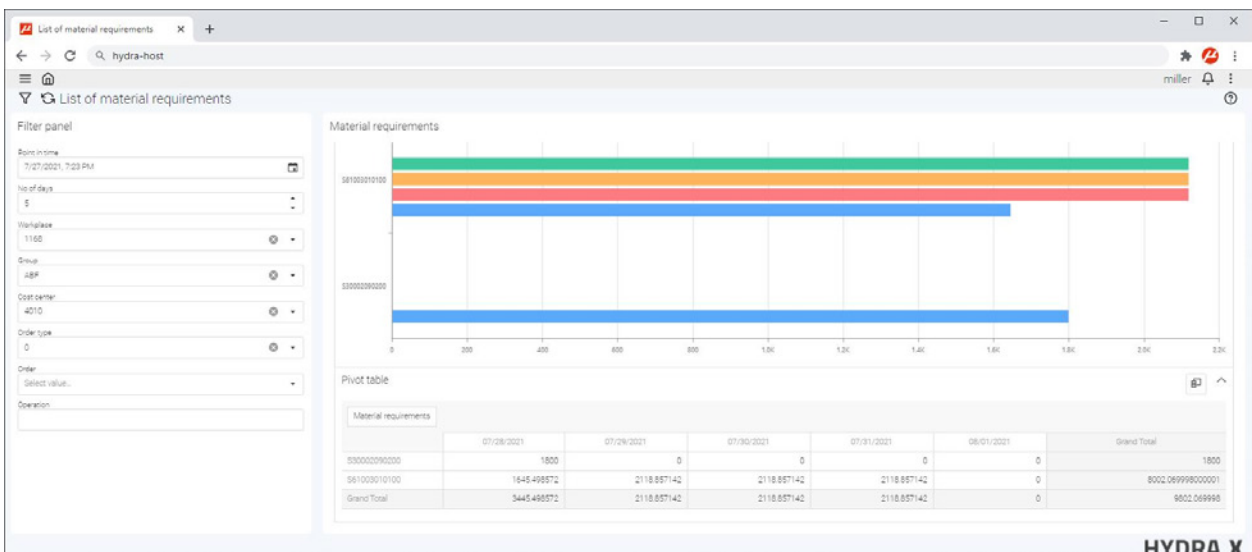 List of material requirements
hydra-host
miller
List of material requirements
Filter panel
Point in time
7/27/2021, 7:23 PM
No of days
5
Workplace
1168
Group
ABF
Cost center
4010
Order type
0
Order
Select value...
Operation
Material requirements
S61003010100
S30002090200
0 200 400 600 800 1.0K 1.2K 1.4K 1.6K 1.8K 2.0K 2.2K
Pivot table
Material requirements
07/28/2021 07/29/2021 07/30/2021 07/31/2021 08/01/2021 Grand Total
S30002090200 1800 0 0 0 0 1800
S61003010100 1645.498572 2118.857142 2118.857142 2118.857142 0 8002.069998000001
Grand Total 3445.498572 2118.857142 2118.857142 2118.857142 0 9802.069998
HYDRA X